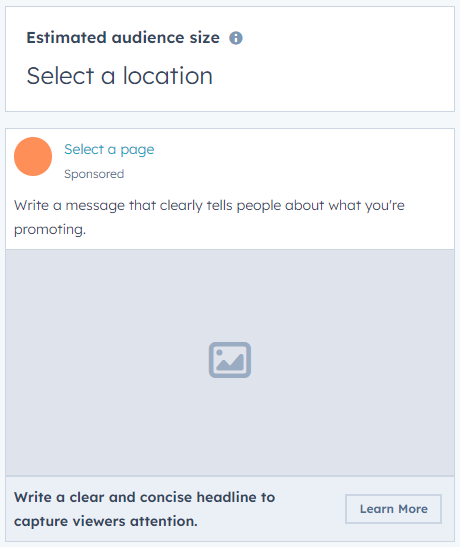 Estimated audience size
Select a location
Select a page
Sponsored
Write a message that clearly tells people about what you're
promoting.
Write a clear and concise headline to
capture viewers attention.
Learn More